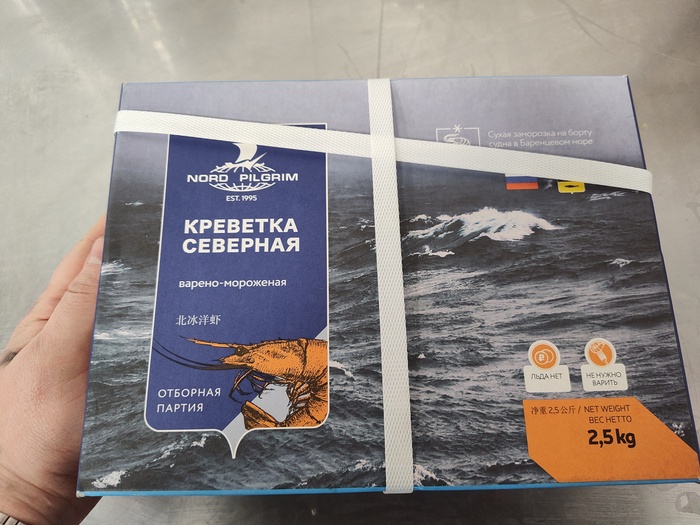 NORD PILGRIM
EST. 1995
КРЕВЕТКА
СЕВЕРНАЯ
варено-мороженая
北冰洋虾
ОТБОРНАЯ
ПАРТИЯ
Сухая заморозка на борту
судна в Баренцевом море
ЛЬДА НЕТ
НЕ НУЖНО
ВАРИТЬ
净重 2,5 公斤 / NET WEIGHT
ВЕС НЕТТО
2,5 kg